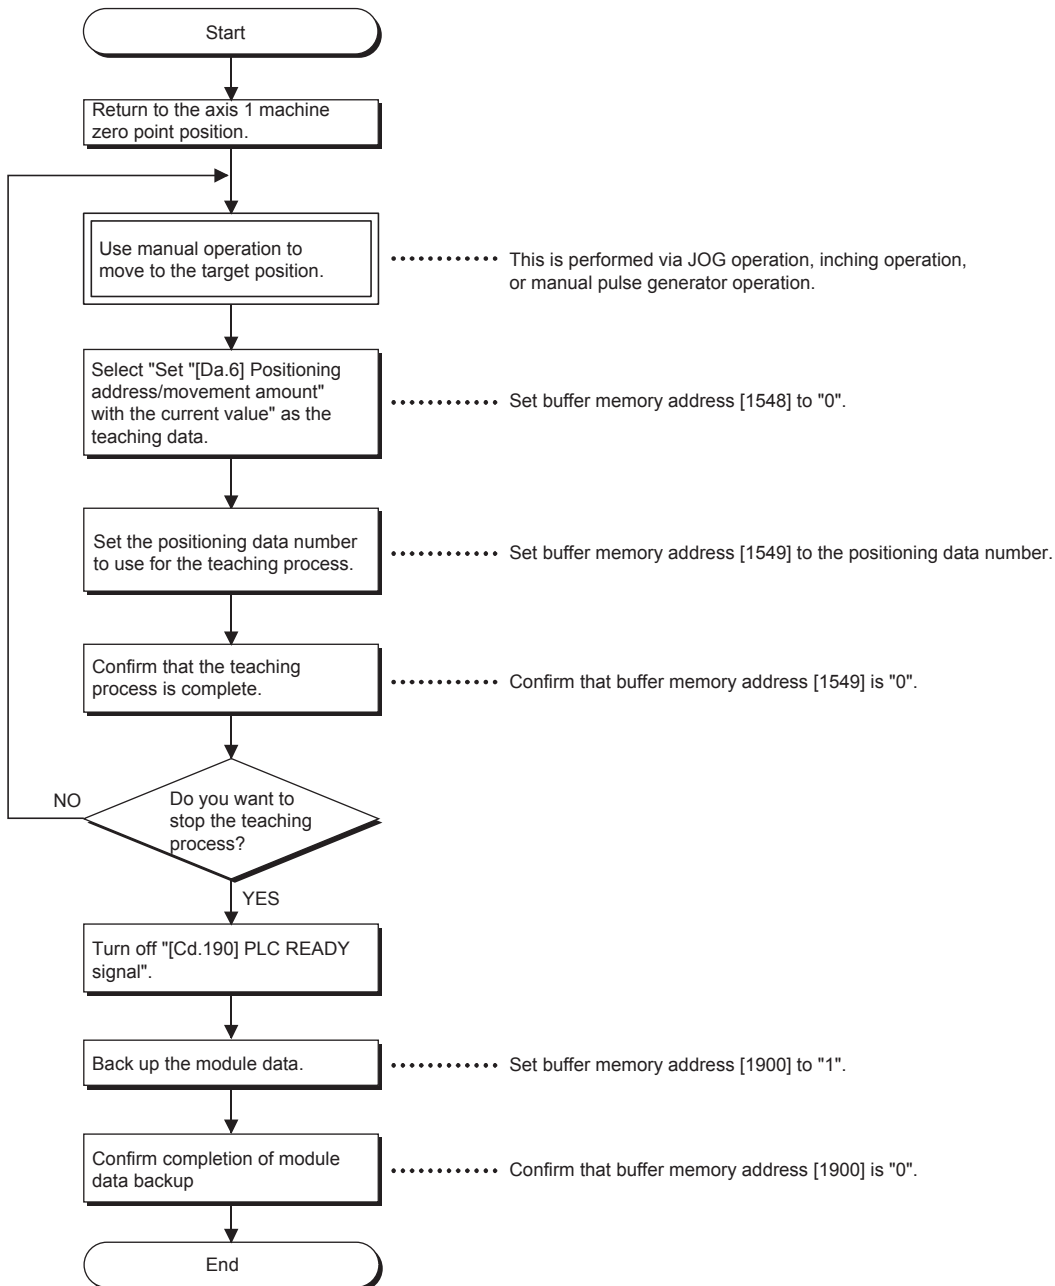 Start
Return to the axis 1 machine
zero point position.
Use manual operation to
move to the target position.
This is performed via JOG operation, inching operation,
or manual pulse generator operation.
Select "Set "[Da.6] Positioning
address/movement amount"
with the current value" as the
teaching data.
Set buffer memory address [1548] to "0".
Set the positioning data number
to use for the teaching process.
Set buffer memory address [1549] to the positioning data number.
Confirm that the teaching
process is complete.
Confirm that buffer memory address [1549] is "0".
NO
Do you want to
stop the teaching
process?
YES
Turn off "[Cd.190] PLC READY
signal".
Back up the module data.
Set buffer memory address [1900] to "1".
Confirm completion of module
data backup
Confirm that buffer memory address [1900] is "0".
End